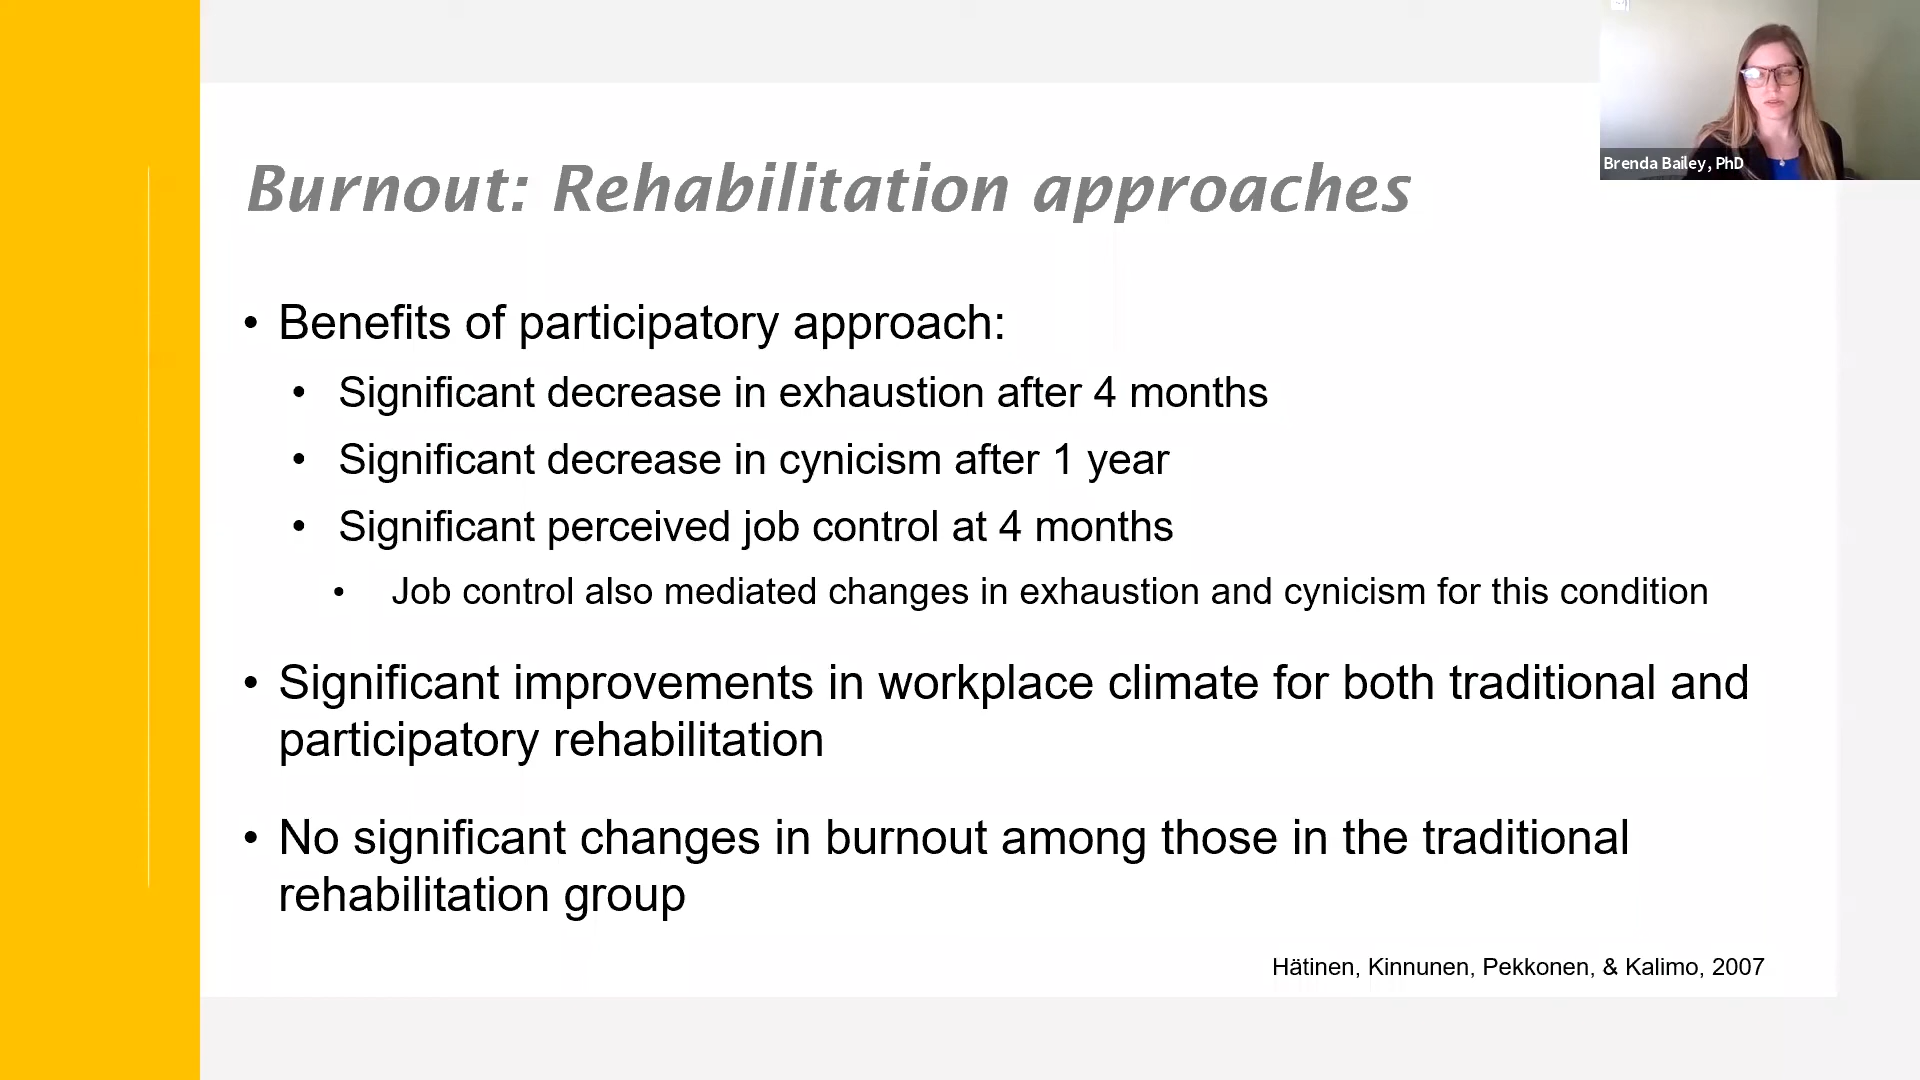 Brenda Bailey, PhD
Burnout: Rehabilitation approaches
• Benefits of participatory approach:
• Significant decrease in exhaustion after 4 months
• Significant decrease in cynicism after 1 year
• Significant perceived job control at 4 months
• Job control also mediated changes in exhaustion and cynicism for this condition
• Significant improvements in workplace climate for both traditional and
participatory rehabilitation
• No significant changes in burnout among those in the traditional
rehabilitation group
Hätinen, Kinnunen, Pekkonen, & Kalimo, 2007